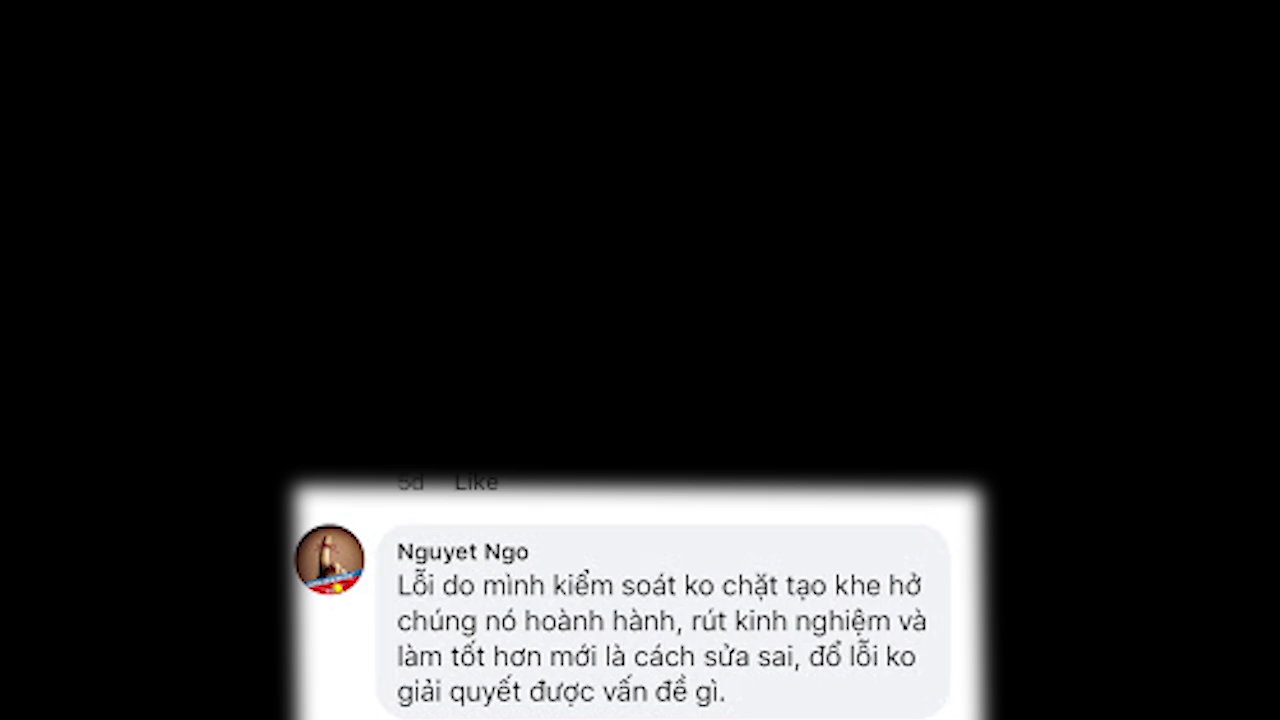 5d Like
Nguyet Ngo
Lỗi do mình kiểm soát ko chặt tạo khe hở
chúng nó hoành hành, rút kinh nghiệm và
làm tốt hơn mới là cách sửa sai, đổ lỗi ko
giải quyết được vấn đề gì.